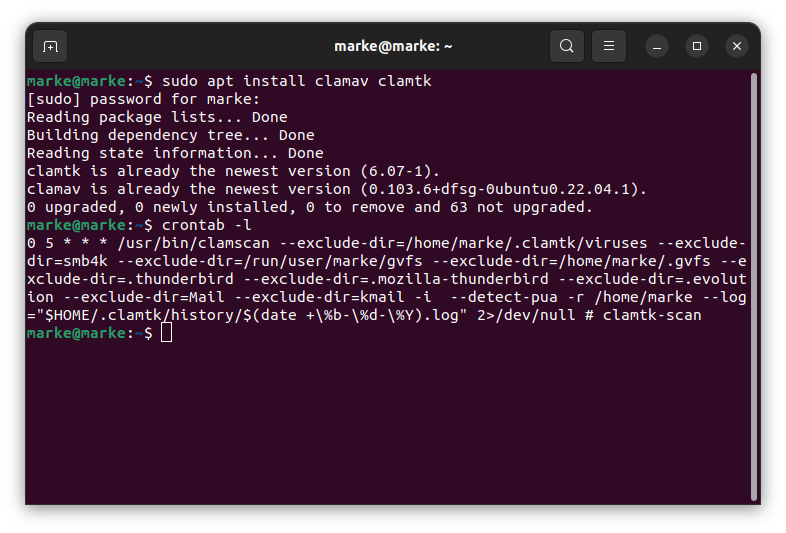 marke@marke: ~
marke@marke:~$ sudo apt install clamav clamtk
[sudo] password for marke:
Reading package lists... Done
Building dependency tree... Done
Reading state information... Done
clamtk is already the newest version (6.07-1).
clamav is already the newest version (0.103.6+dfsg-0ubuntu0.22.04.1).
0 upgraded, 0 newly installed, 0 to remove and 63 not upgraded.
marke@marke:~$ crontab -l
0 5 * * * /usr/bin/clamscan --exclude-dir=/home/marke/.clamtk/viruses --exclude-
dir=smb4k --exclude-dir=/run/user/marke/gvfs --exclude-dir=/home/marke/.gvfs --e
xclude-dir=.thunderbird --exclude-dir=.mozilla-thunderbird --exclude-dir=.evolut
ion --exclude-dir=Mail --exclude-dir=kmail -i  --detect-pua -r /home/marke --log
="$HOME/.clamtk/history/$(date +\%b-\%d-\%Y).log" 2>/dev/null # clamtk-scan
marke@marke:~$